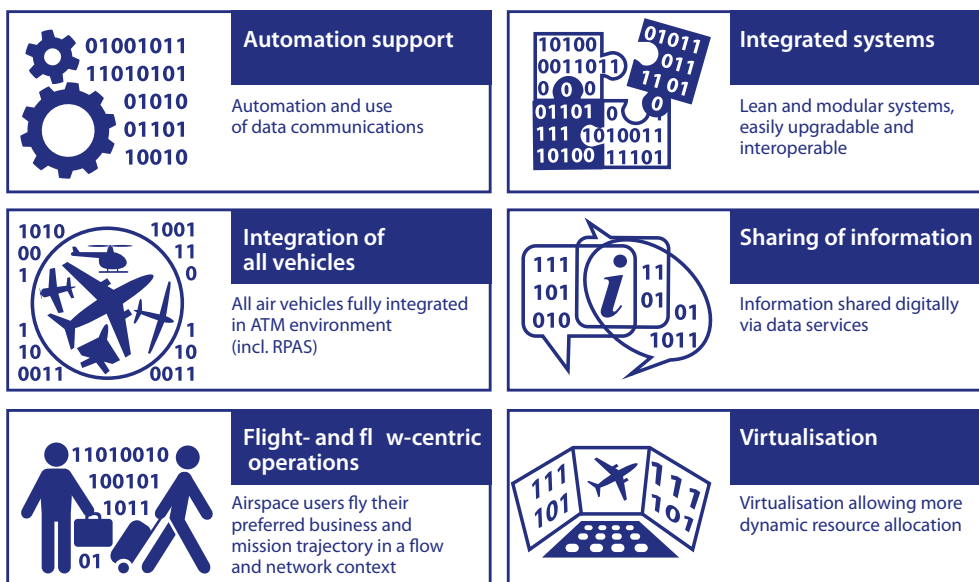 01001011
11010101
01010
01101
10010
Automation support
Automation and use
of data communications
10100
0011011
0 0 0
01101
111
10100
0
1010011
11101
01011
011
11 01
0
Integrated systems
Lean and modular systems,
easily upgradable and
interoperable
1010
00
1
1001
11
0
1
10
0011
1
10
0011
Integration of
all vehicles
All air vehicles fully integrated
in ATM environment
(incl. RPAS)
111
101
010
i
11
01
01
1011
Sharing of information
Information shared digitally
via data services
11010010
100101
1011
01
Flight- and fl w-centric
operations
Airspace users fly their
preferred business and
mission trajectory in a flow
and network context
111
101
111
101
Virtualisation
Virtualisation allowing more
dynamic resource allocation